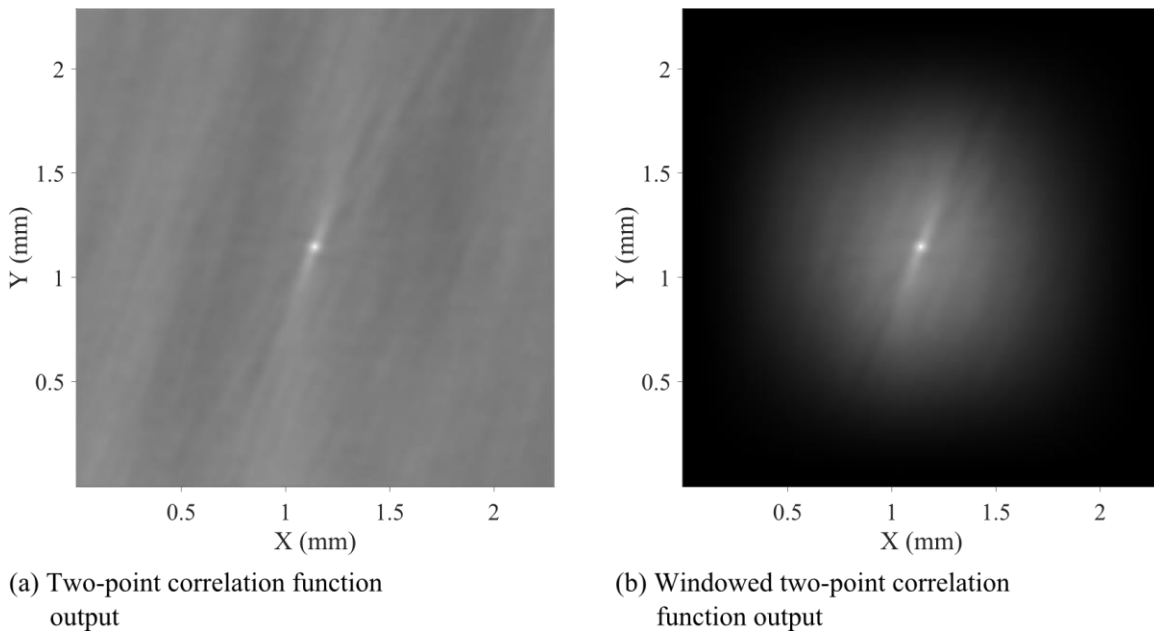 2
1.5
1
0.5
Y (mm)
0.5 1 1.5 2
X (mm)
(a) Two-point correlation function
output
2
1.5
1
0.5
Y (mm)
0.5 1 1.5 2
X (mm)
(b) Windowed two-point correlation
function output